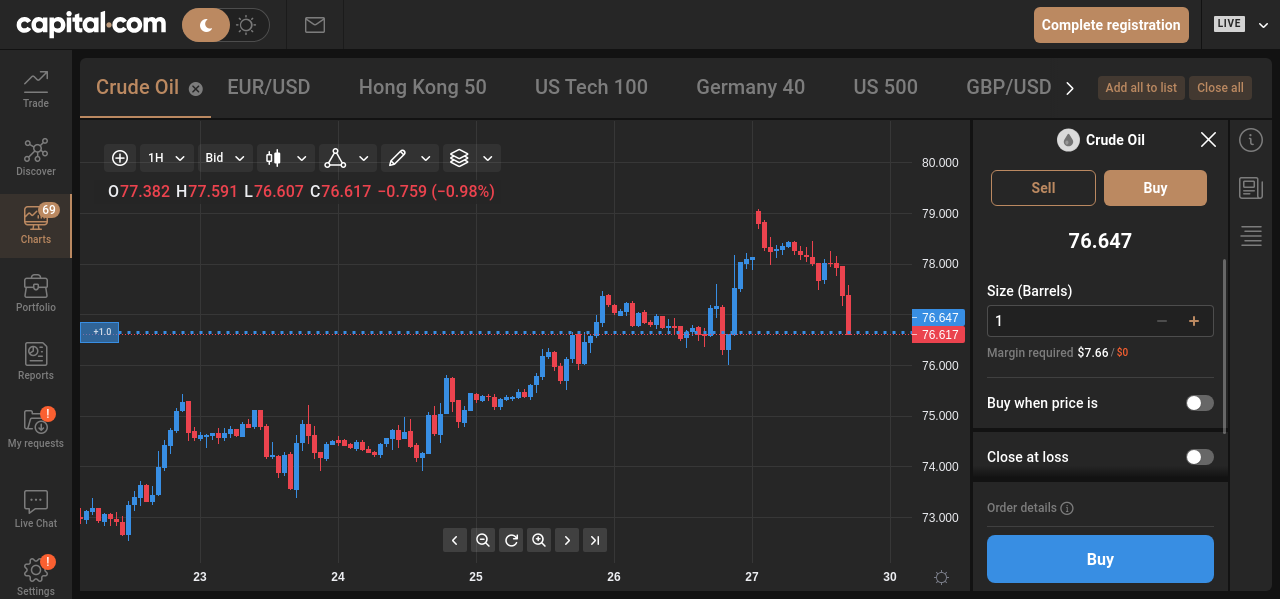 capital.com
Complete registration
LIVE
Trade
Discover
69
Charts
Portfolio
Reports
!
My requests
Live Chat
!
Settings
Crude Oil EUR/USD Hong Kong 50 US Tech 100 Germany 40 US 500 GBP/USD
Add all to list Close all
1H Bid
O77.382 H77.591 L76.607 C76.617 −0.759 (−0.98%)
+1.0
80.000
79.000
78.000
76.647
76.617
76.000
75.000
74.000
73.000
23 24 25 26 27 30
Crude Oil
Sell Buy
76.647
Size (Barrels)
1
Margin required $7.66 / $0
Buy when price is
Close at loss
Order details
Buy